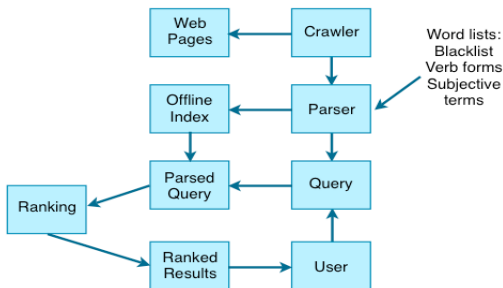 Web
Pages
Crawler
Word lists:
Blacklist
Verb forms
Subjective
terms
Offline
Index
Parser
Parsed
Query
Query
Ranking
Ranked
Results
User